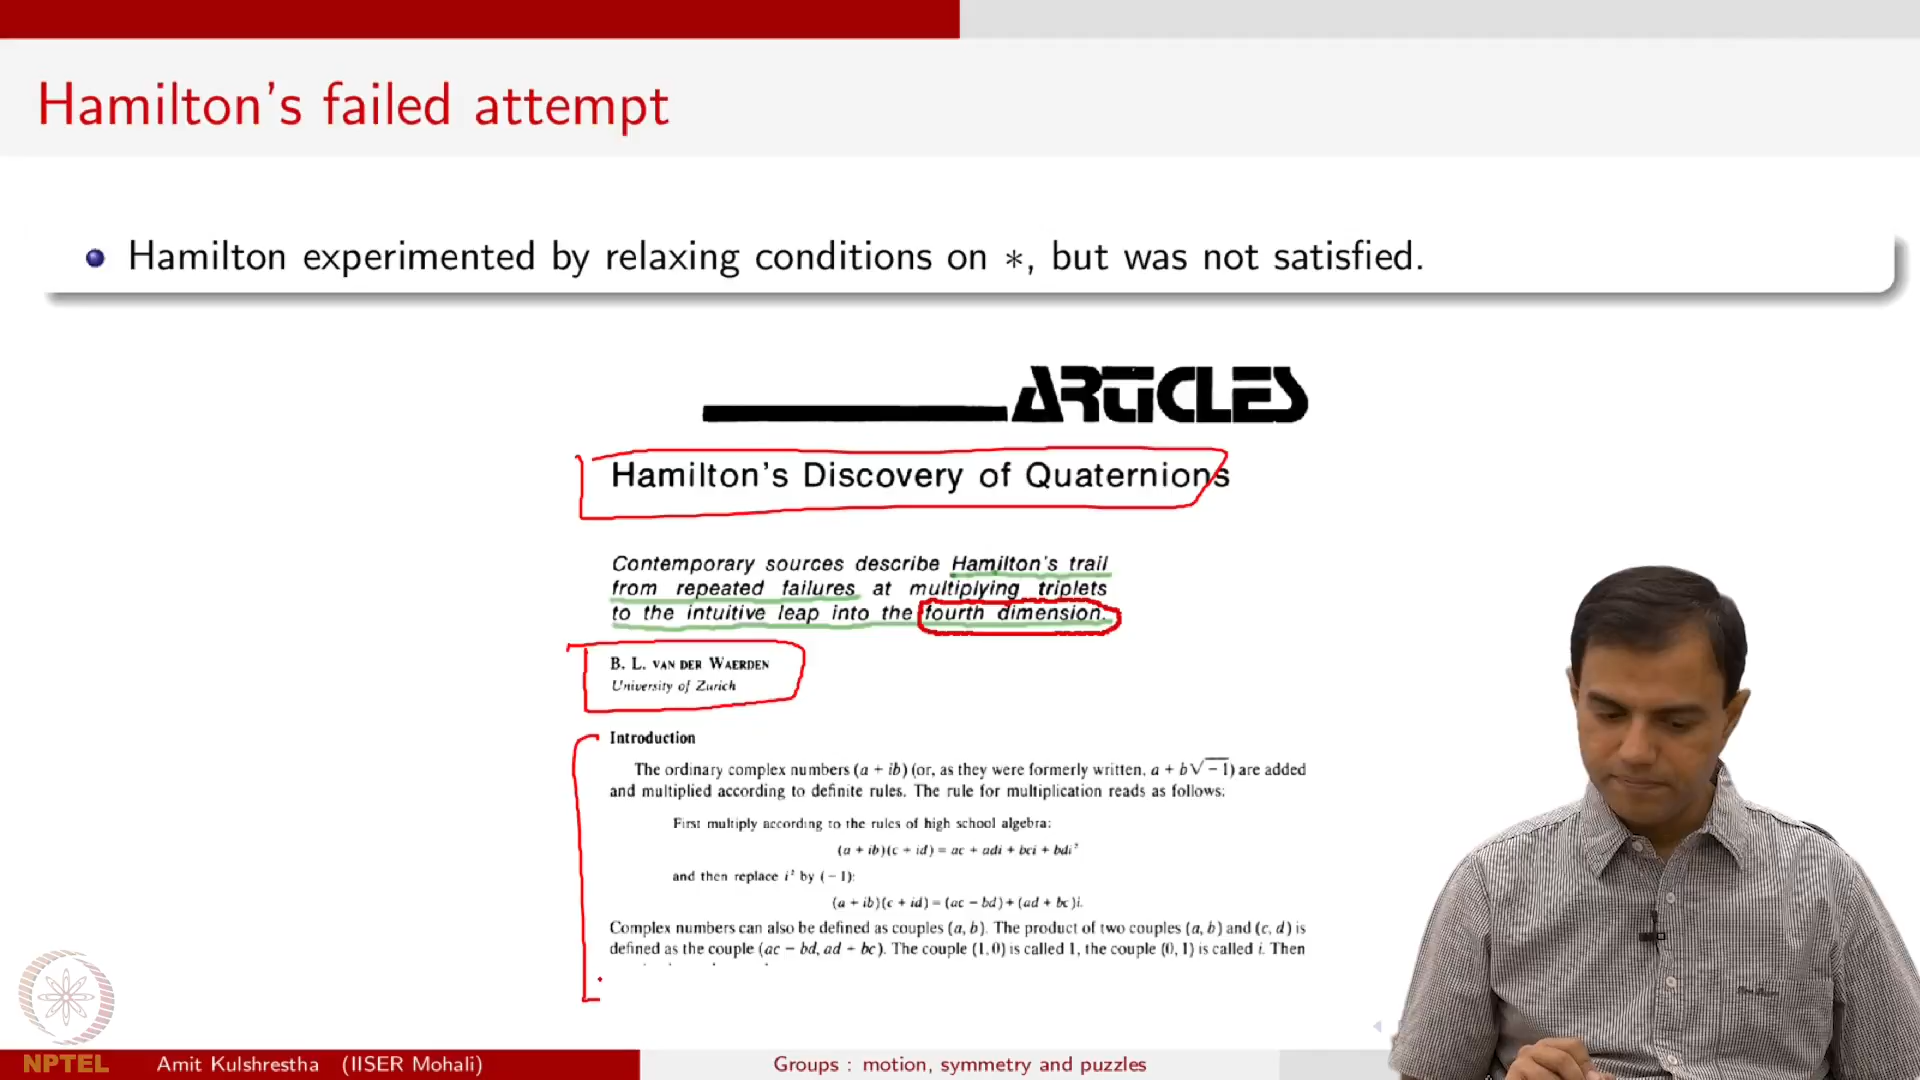 Hamilton's failed attempt
Hamilton experimented by relaxing conditions on ∗, but was not satisfied.
ARTICLES
Hamilton's Discovery of Quaternions
Contemporary sources describe Hamilton's trail
from repeated failures at multiplying triplets
to the intuitive leap into the fourth dimension.
B. L. VAN DER WAERDEN
University of Zurich
Introduction
The ordinary complex numbers (a + ib) (or, as they were formerly written, a + b√−1) are added
and multiplied according to definite rules. The rule for multiplication reads as follows:
First multiply according to the rules of high school algebra:
(a + ib)(c + id) = ac + adi + bci + bdi²
and then replace i² by (−1):
(a + ib)(c + id) = (ac − bd) + (ad + bc)i.
Complex numbers can also be defined as couples (a, b). The product of two couples (a, b) and (c, d) is
defined as the couple (ac − bd, ad + bc). The couple (1, 0) is called 1, the couple (0, 1) is called i. Then
NPTEL
Amit Kulshrestha (IISER Mohali)
Groups : motion, symmetry and puzzles